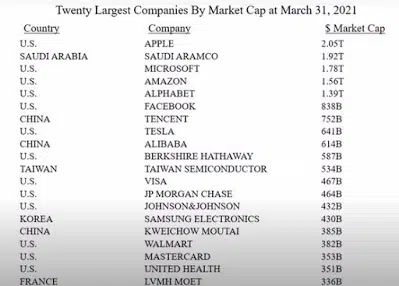 Twenty Largest Companies By Market Cap at March 31, 2021
Country Company $ Market Cap
U.S. APPLE 2.05T
SAUDI ARABIA SAUDI ARAMCO 1.92T
U.S. MICROSOFT 1.78T
U.S. AMAZON 1.56T
U.S. ALPHABET 1.39T
U.S. FACEBOOK 838B
CHINA TENCENT 752B
U.S. TESLA 641B
CHINA ALIBABA 614B
U.S. BERKSHIRE HATHAWAY 587B
TAIWAN TAIWAN SEMICONDUCTOR 534B
U.S. VISA 467B
U.S. JP MORGAN CHASE 464B
U.S. JOHNSON&JOHNSON 432B
KOREA SAMSUNG ELECTRONICS 430B
CHINA KWEICHOW MOUTAI 385B
U.S. WALMART 382B
U.S. MASTERCARD 353B
U.S. UNITED HEALTH 351B
FRANCE LVMH MOET 336B